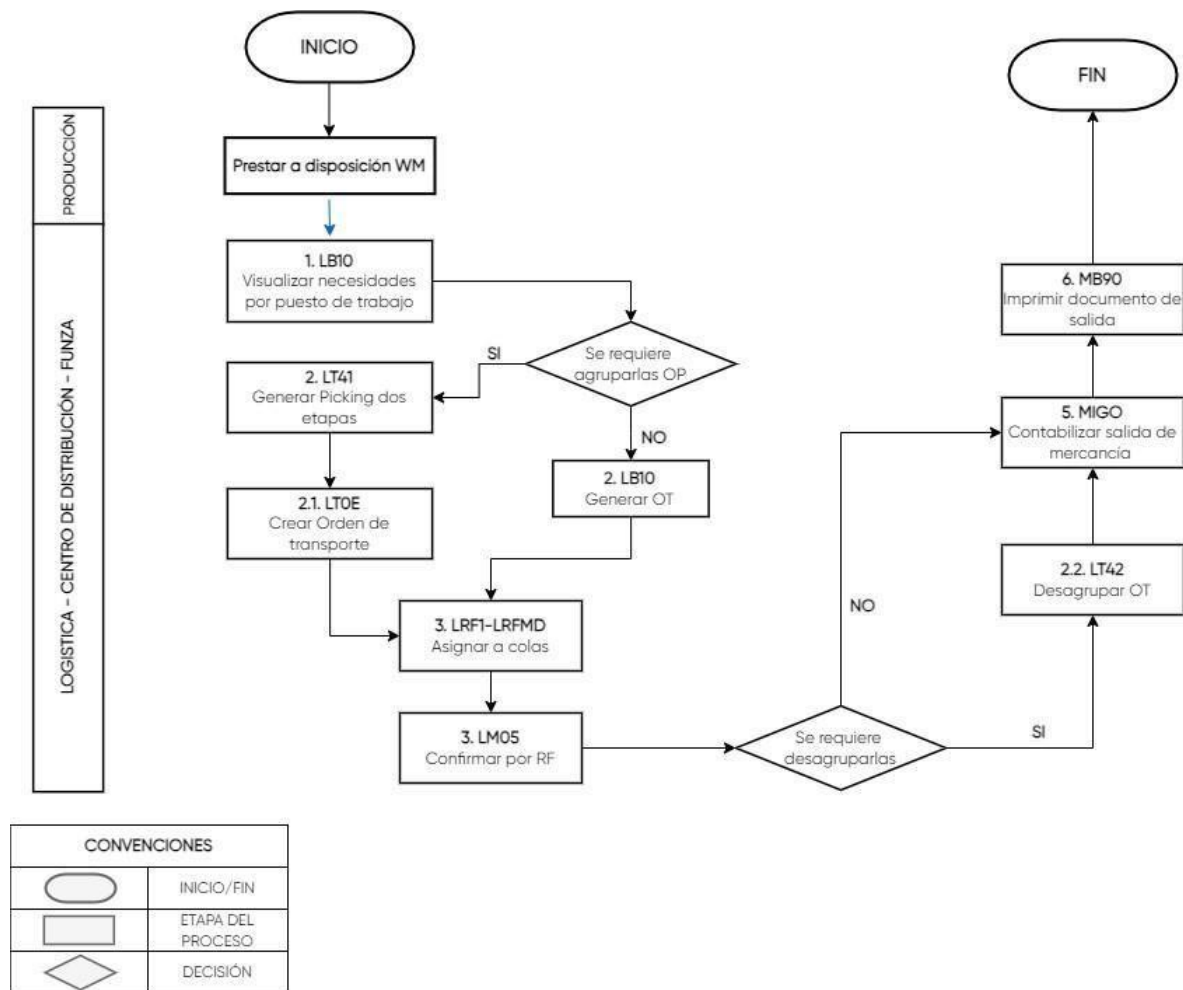 INICIO
FIN
PRODUCCIÓN
Prestar a disposición WM
LOGISTICA - CENTRO DE DISTRIBUCIÓN - FUNZA
1. LB10
Visualizar necesidades
por puesto de trabajo
Se requiere
agruparlas OP
SI
NO
2. LT41
Generar Picking dos
etapas
2.1. LT0E
Crear Orden de
transporte
2. LB10
Generar OT
3. LRF1-LRFMD
Asignar a colas
3. LM05
Confirmar por RF
Se requiere
desagruparlas
NO
SI
2.2. LT42
Desagrupar OT
5. MIGO
Contabilizar salida de
mercancía
6. MB90
Imprimir documento de
salida
CONVENCIONES
INICIO/FIN
ETAPA DEL
PROCESO
DECISIÓN